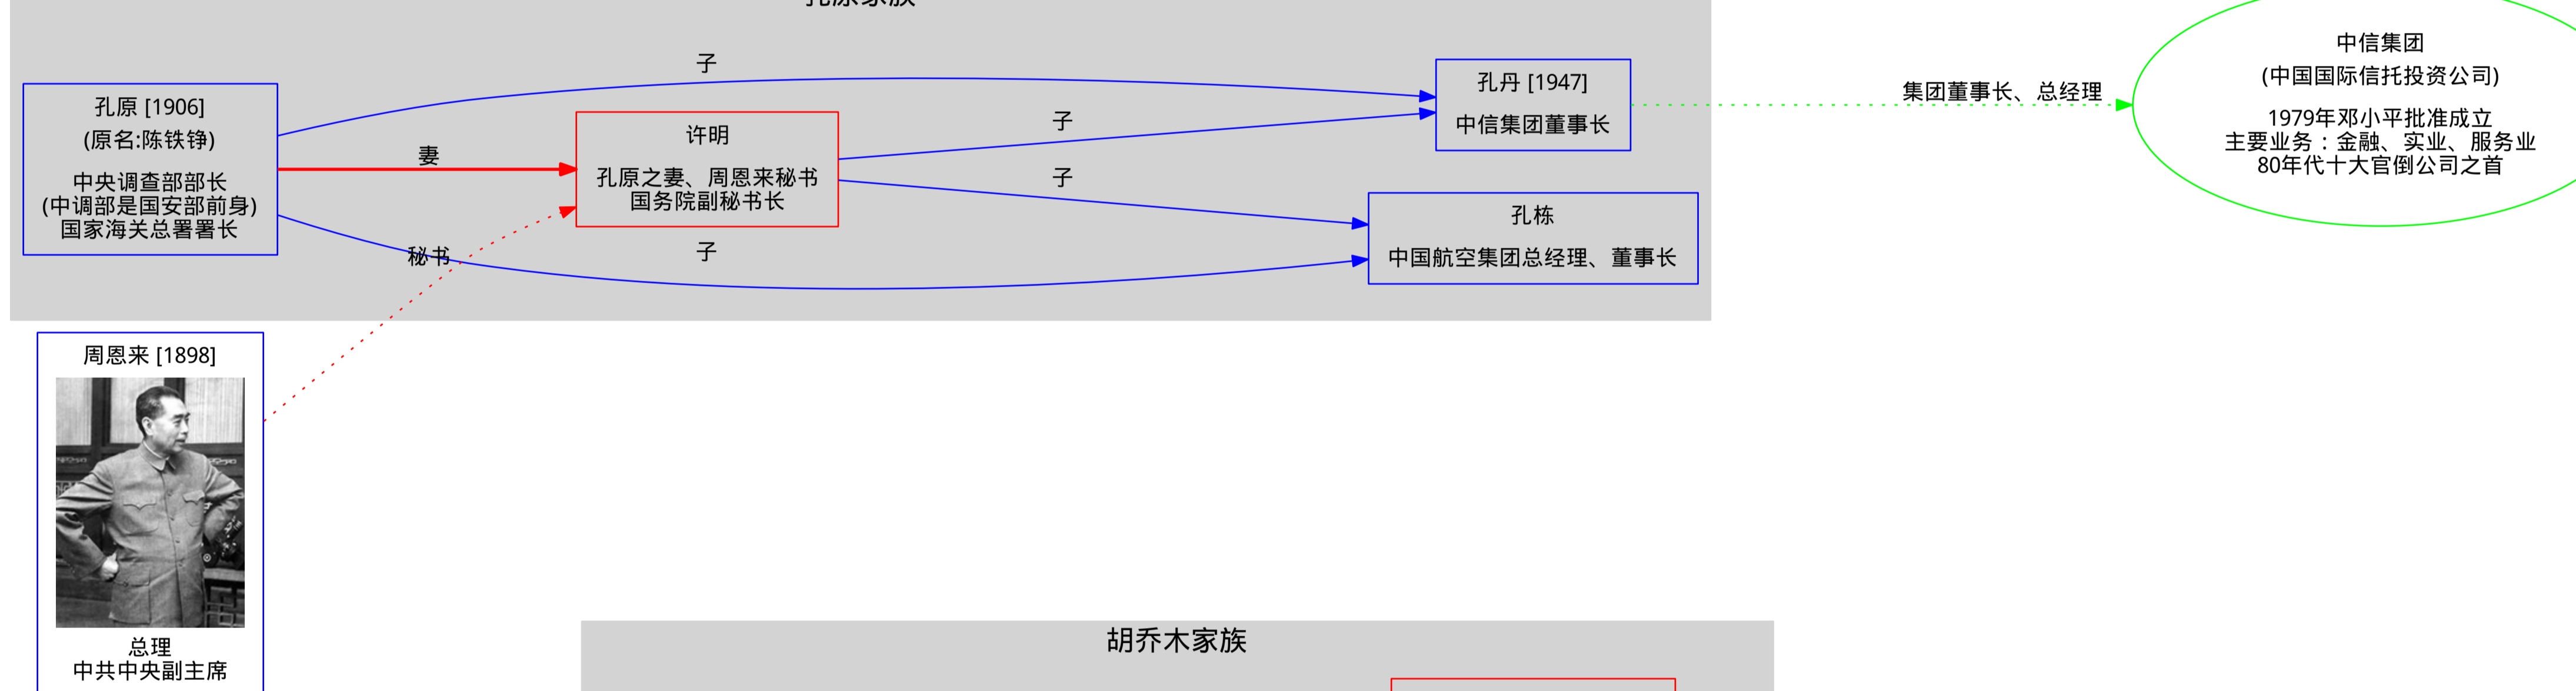 孔原家族
子
孔原 [1906]
(原名:陈铁铮)
中央调查部部长
(中调部是国安部前身)
国家海关总署署长
妻
许明
孔原之妻、周恩来秘书
国务院副秘书长
子
子
孔丹 [1947]
中信集团董事长
集团董事长、总经理
中信集团
(中国国际信托投资公司)
1979年邓小平批准成立
主要业务：金融、实业、服务业
80年代十大官倒公司之首
孔栋
中国航空集团总经理、董事长
秘书
子
周恩来 [1898]
总理
中共中央副主席
胡乔木家族